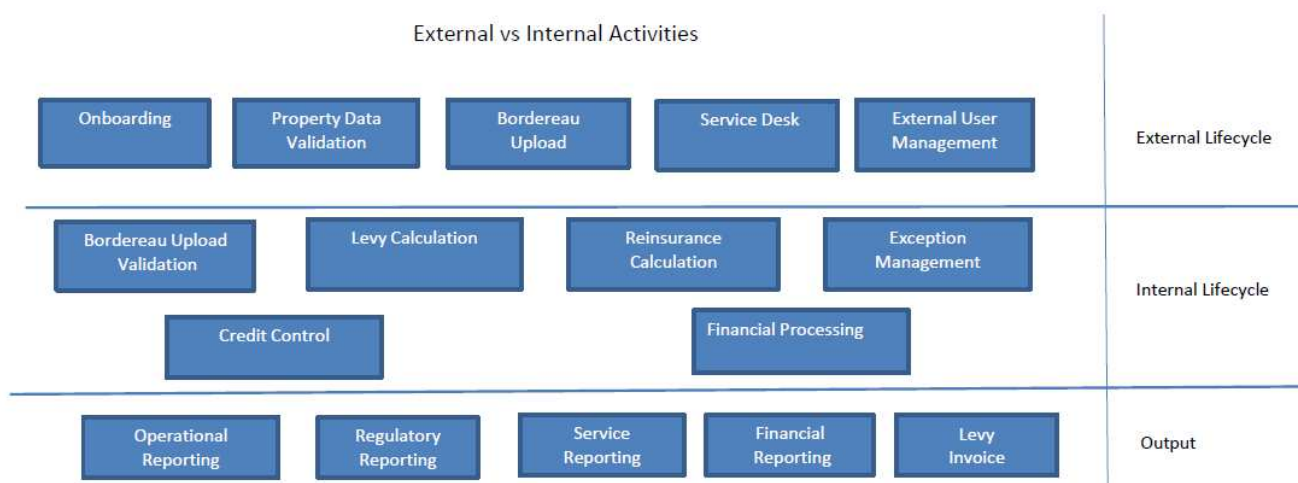 External vs Internal Activities
Onboarding
Property Data
Validation
Bordereau
Upload
Service Desk
External User
Management
External Lifecycle
Bordereau Upload
Validation
Levy Calculation
Reinsurance
Calculation
Exception
Management
Internal Lifecycle
Credit Control
Financial Processing
Operational
Reporting
Regulatory
Reporting
Service
Reporting
Financial
Reporting
Levy
Invoice
Output